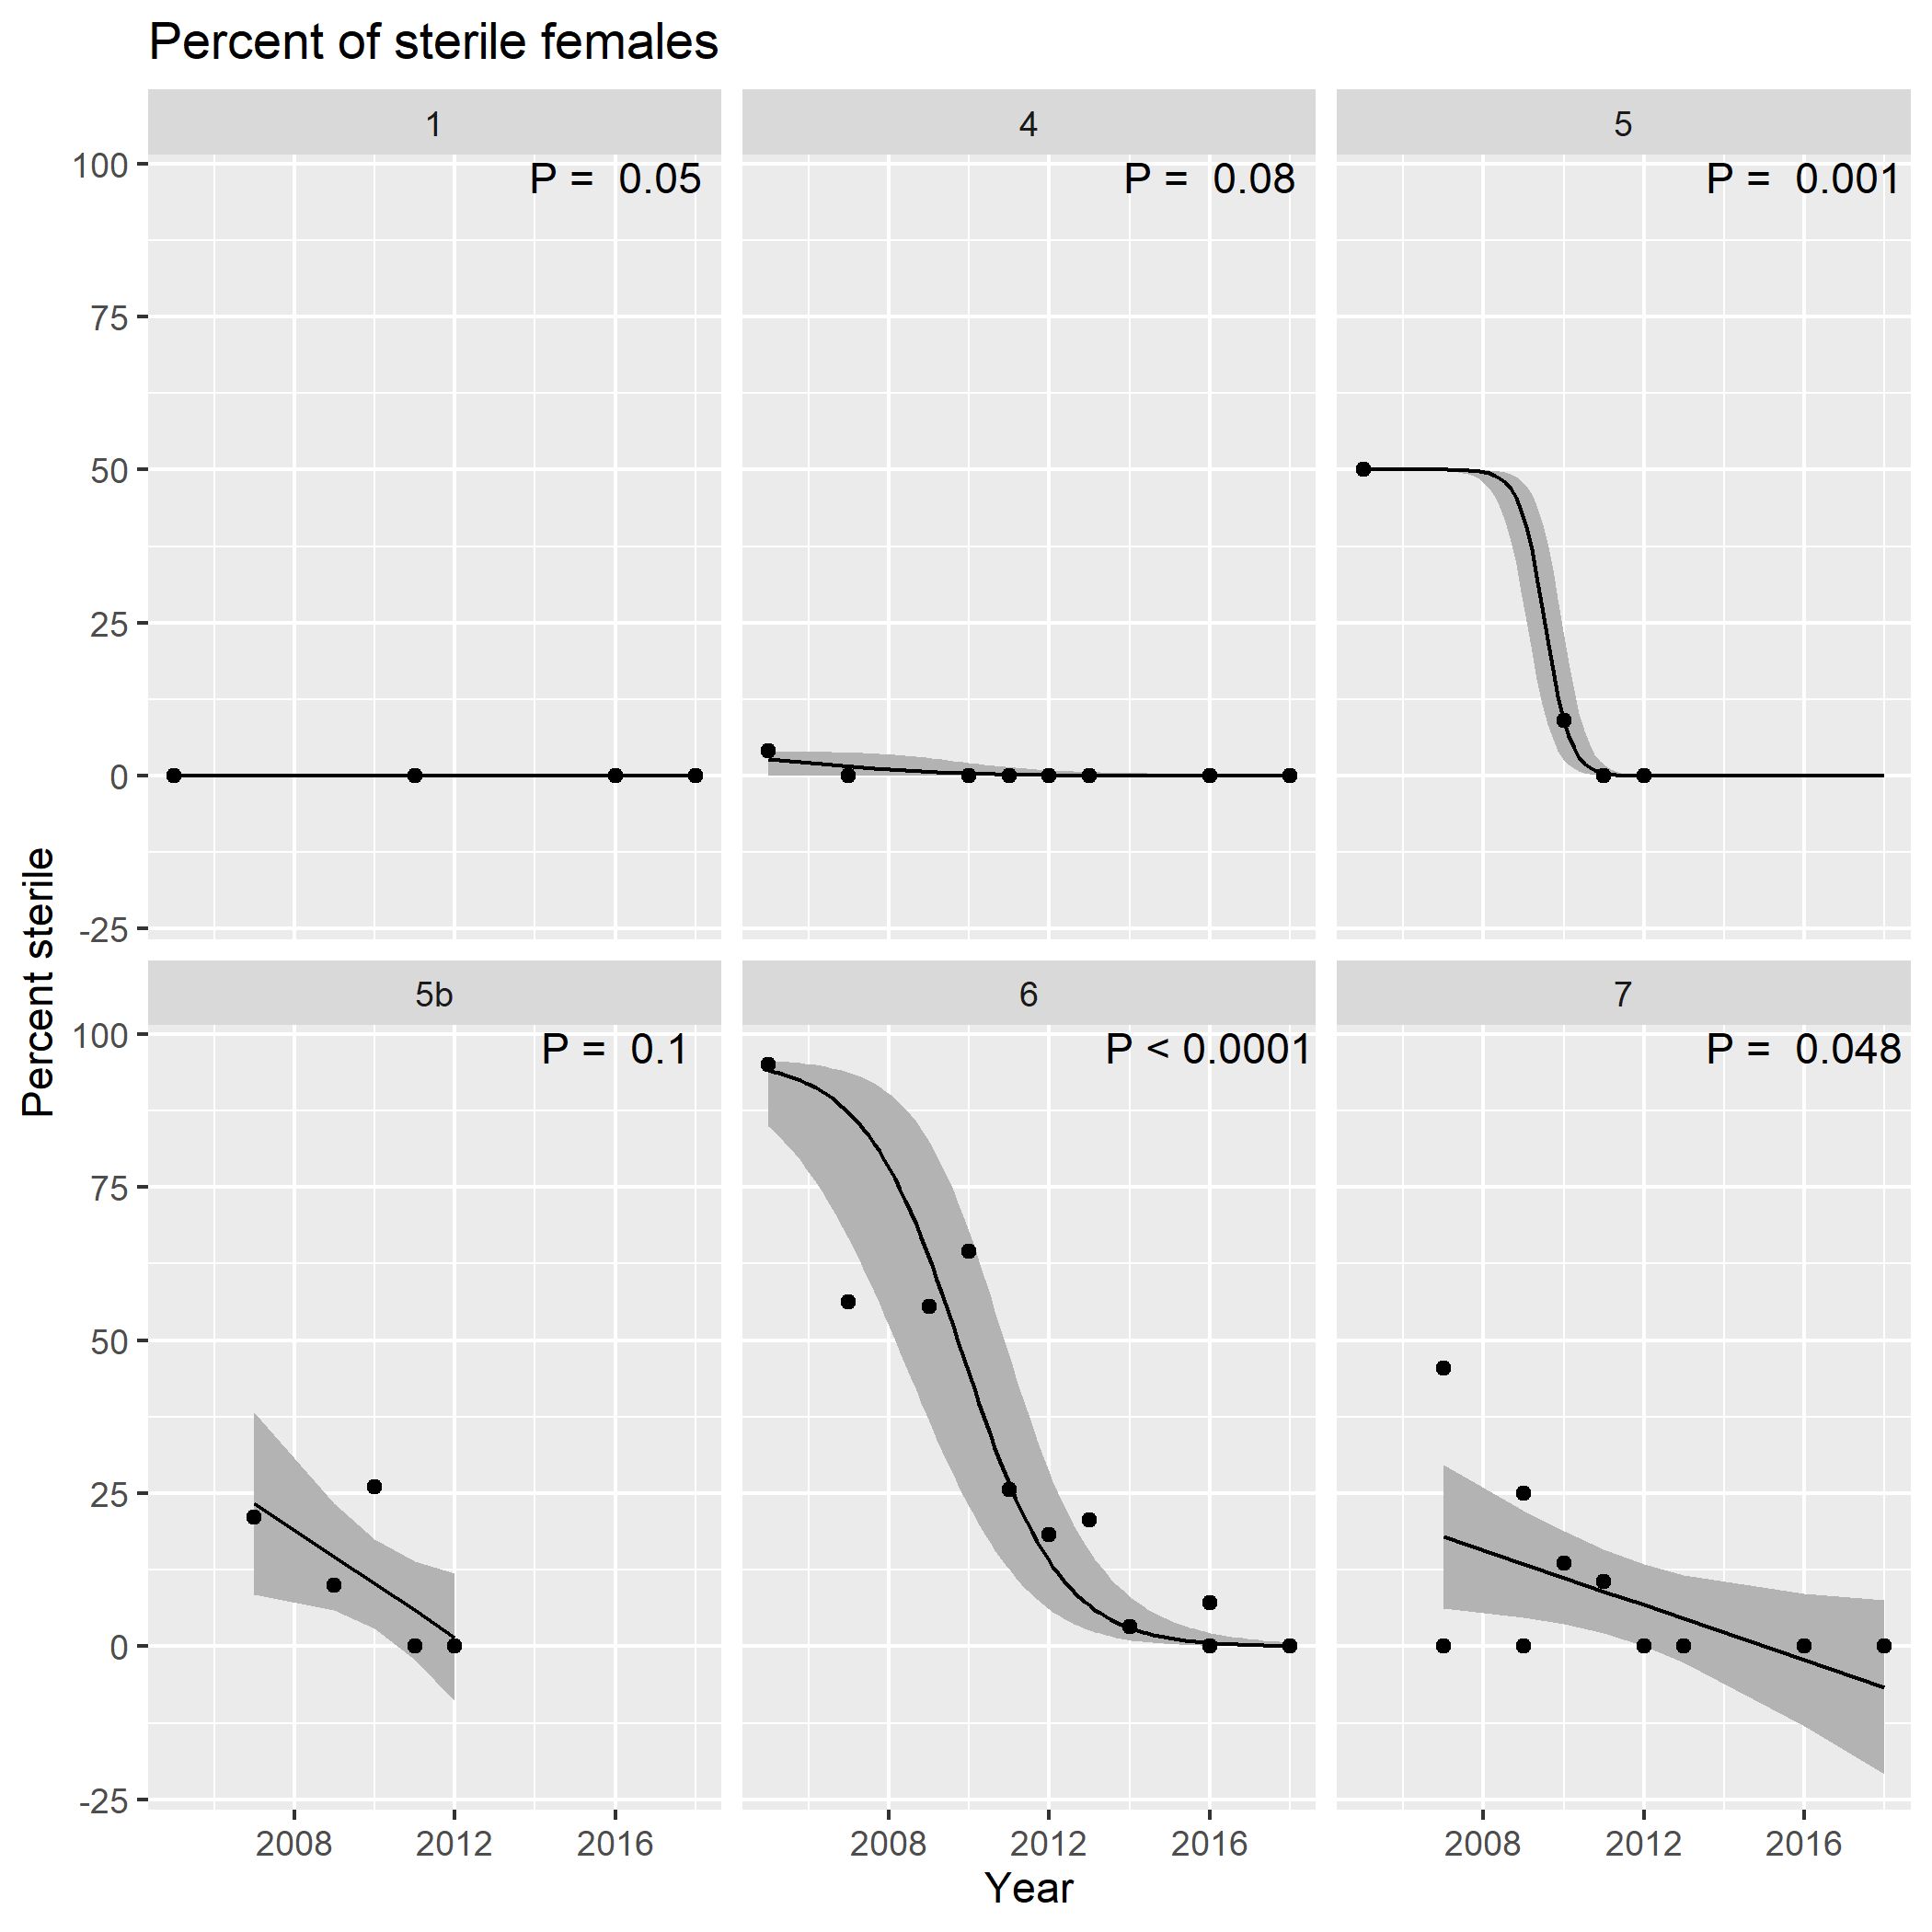 Percent of sterile females
1 4 5
P =  0.05 P =  0.08 P =  0.001
100
75
50
25
0
-25
Percent sterile
5b 6 7
P =  0.1 P < 0.0001 P =  0.048
100
75
50
25
0
-25
2008 2012 2016 2008 2012 2016 2008 2012 2016
Year